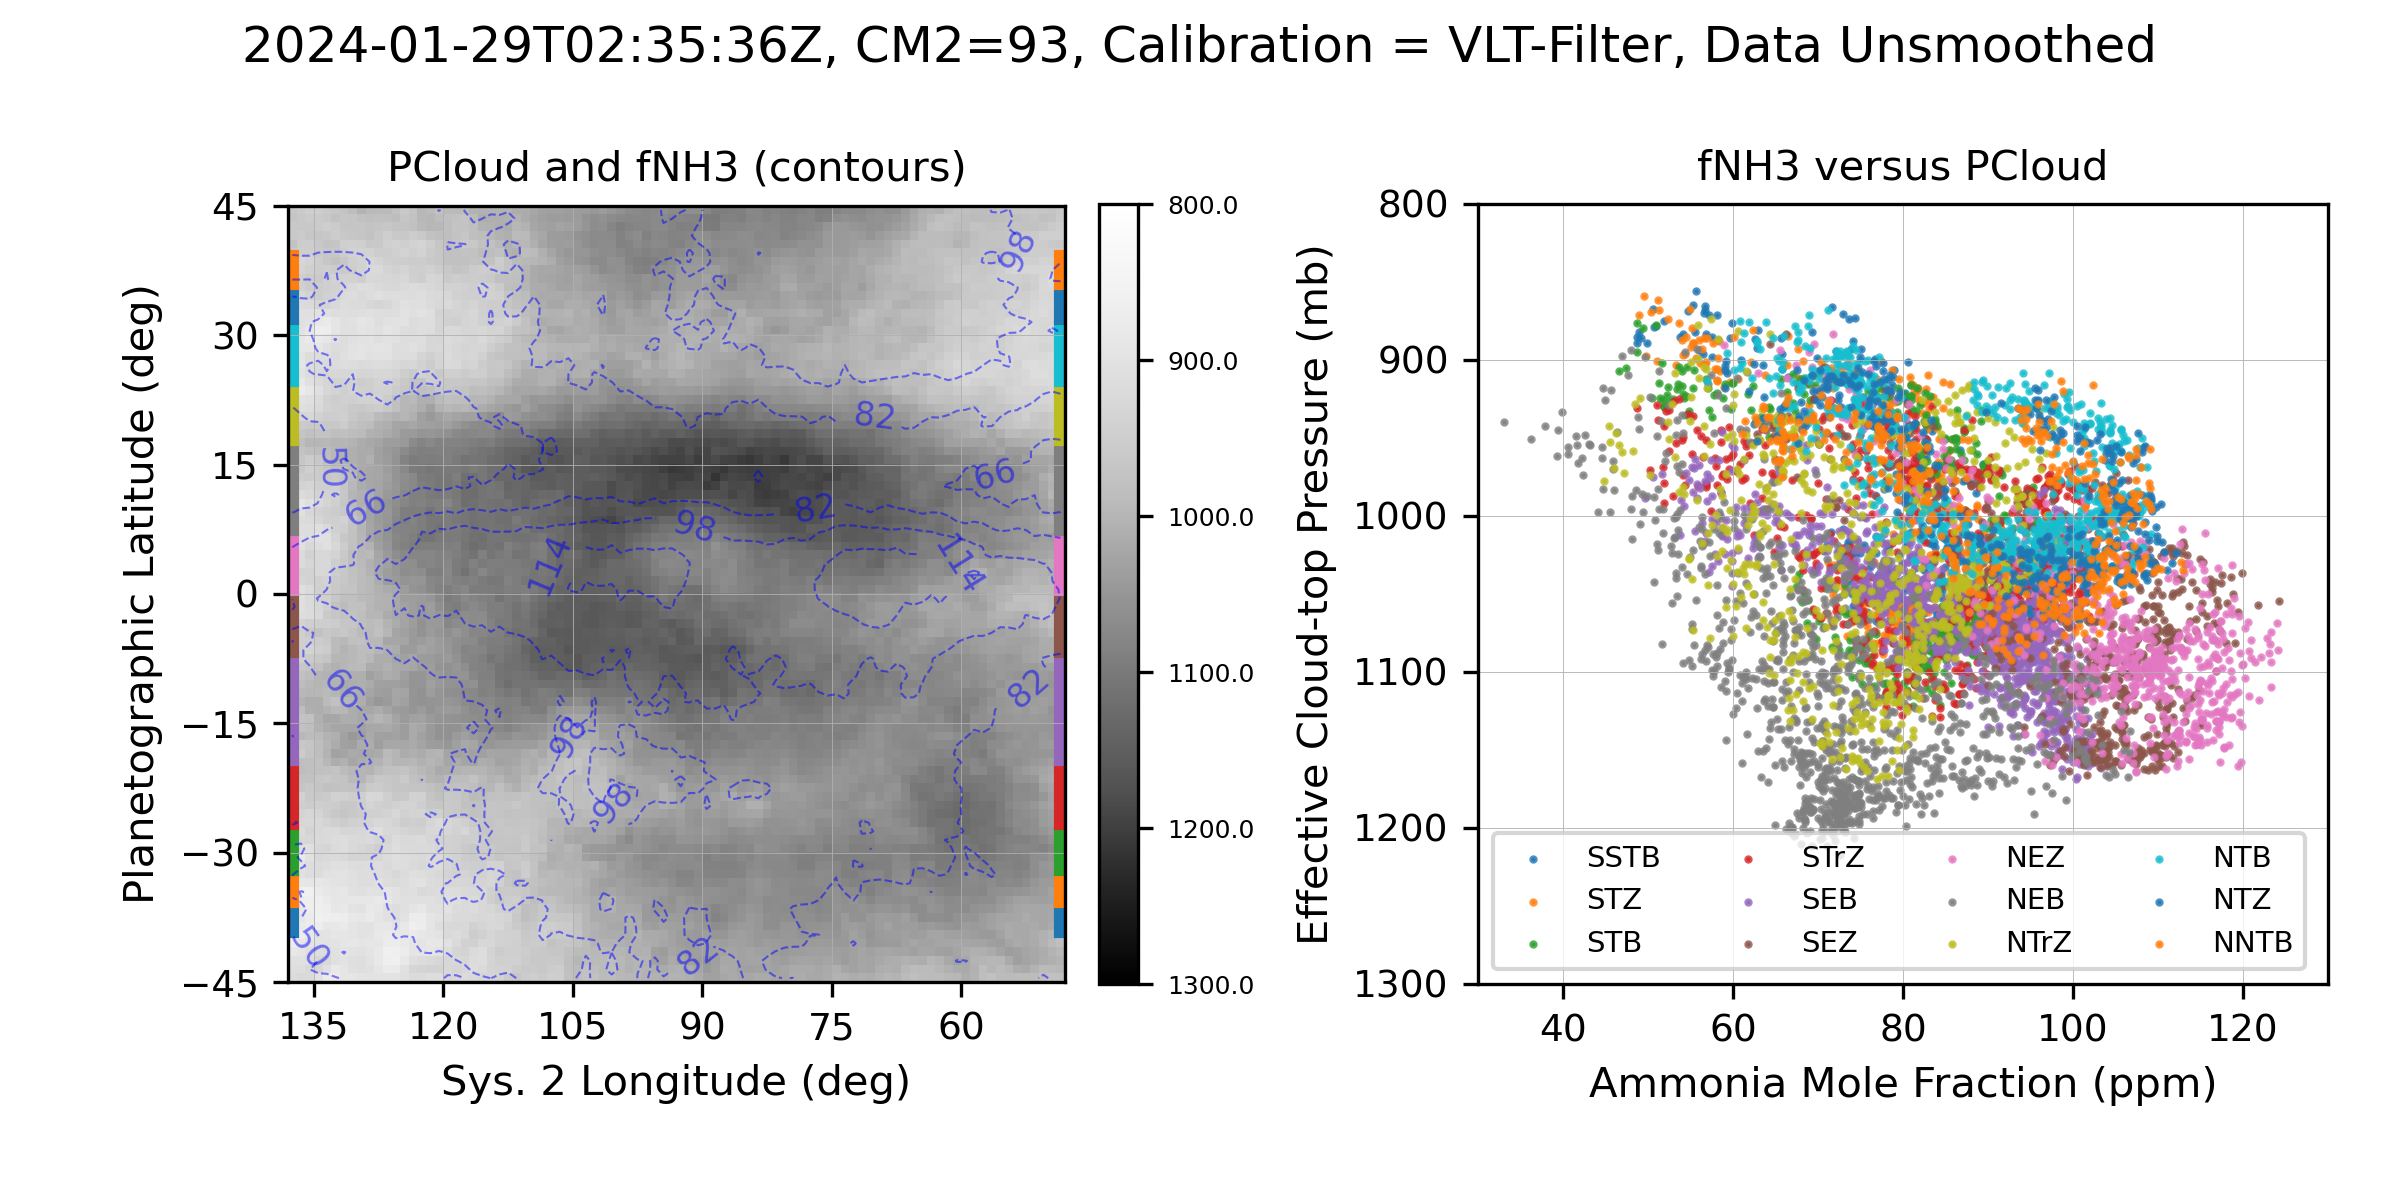 2024-01-29T02:35:36Z, CM2=93, Calibration = VLT-Filter, Data Unsmoothed
PCloud and fNH3 (contours)
45
30
15
0
−15
−30
−45
Planetographic Latitude (deg)
135
120
105
90
75
60
Sys. 2 Longitude (deg)
98
82
50
66
66
98
82
114
114
66
82
98
98
50
82
800.0
900.0
1000.0
1100.0
1200.0
1300.0
fNH3 versus PCloud
800
900
1000
1100
1200
1300
Effective Cloud-top Pressure (mb)
40
60
80
100
120
Ammonia Mole Fraction (ppm)
SSTB
STZ
STB
STrZ
SEB
SEZ
NEZ
NEB
NTrZ
NTB
NTZ
NNTB